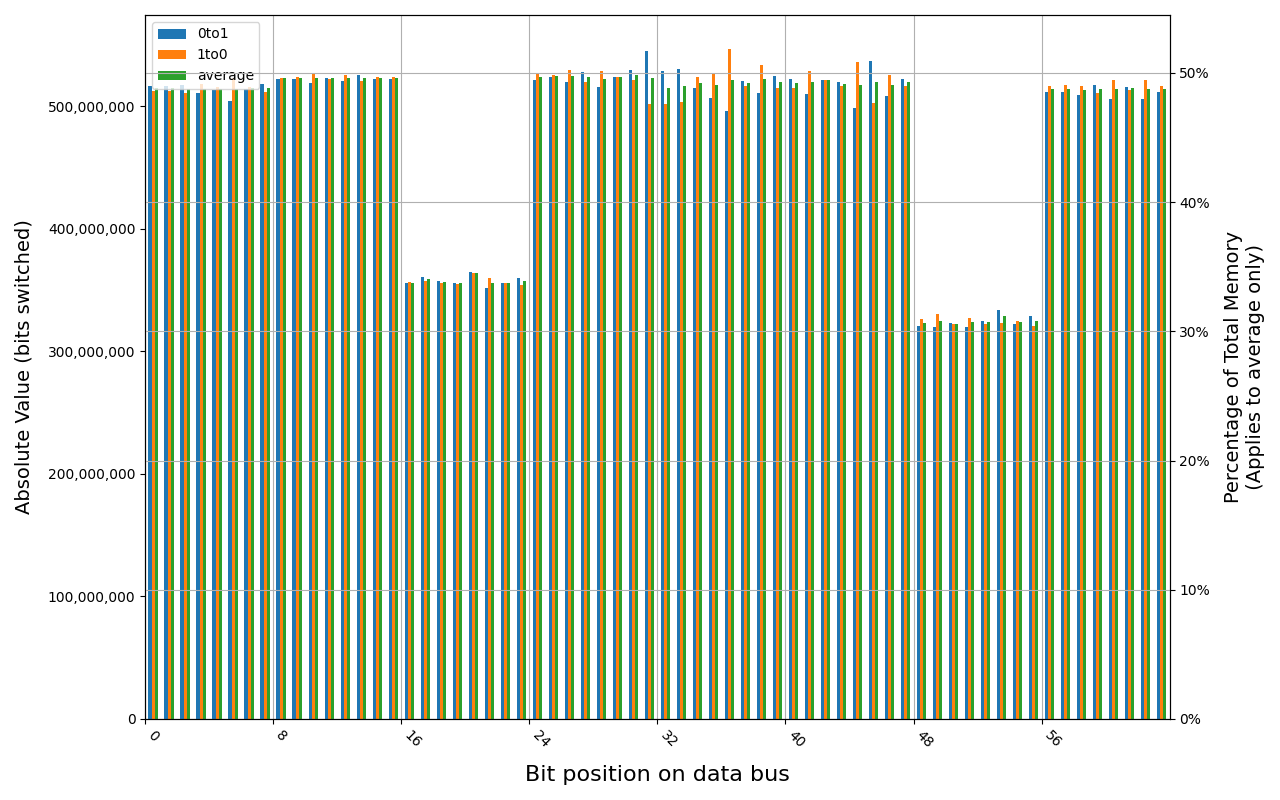 0to1
1to0
average
500,000,000
400,000,000
300,000,000
200,000,000
100,000,000
0
Absolute Value (bits switched)
50%
40%
30%
20%
10%
0%
Percentage of Total Memory
(Applies to average only)
0
8
16
24
32
40
48
56
Bit position on data bus